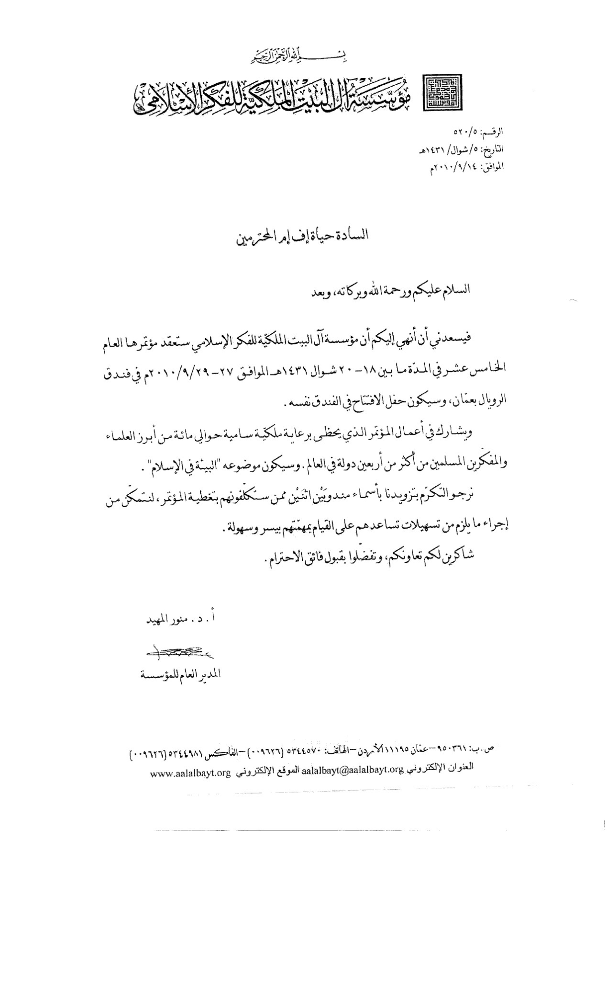 بسم الله الرحمن الرحيم
مؤسسة آل البيت الملكية للفكر الإسلامي
الرقم: ٥٢٠/٥
التاريخ: ٥/ شوال/ ١٤٣١هـ
الموافق: ٢٠١٠/٩/١٤م
السادة حياة إف إم المحترمين
السلام عليكم ورحمة الله وبركاته، وبعد
فيسعدني أن أنهي إليكم أن مؤسسة آل البيت الملكيّة للفكر الإسلامي ستعقد مؤتمرها العام
الخامس عشر في المدّة ما بين ١٨- ٢٠ شوال ١٤٣١هـ الموافق ٢٧- ٢٠١٠/٩/٢٩م في فندق
الرويال بعمّان، وسيكون حفل الافتتاح في الفندق نفسه.
ويشارك في أعمال المؤتمر الذي يحظى برعاية ملكيّة سامية حوالي مائة من أبرز العلماء
والمفكّرين المسلمين من أكثر من أربعين دولة في العالم. وسيكون موضوعه "البيئة في الإسلام".
نرجو التكرّم بتزويدنا بأسماء مندوبَيْن اثنَيْن ممن ستكلّفونهم بتغطية المؤتمر، لنتمكّن من
إجراء ما يلزم من تسهيلات تساعدهم على القيام بمهمّتهم بيسر وسهولة.
شاكرين لكم تعاونكم، وتفضّلوا بقبول فائق الاحترام.
أ. د. منور المهيد
المدير العام للمؤسسة
ص.ب: ٩٥٠٣٦١-عمّان ١١١٩٥ الأردن-الهاتف: ٥٣٤٤٥٧٠ (٠٠٩٦٢٦)-الفاكس ٥٣٤٤٩٨١ (٠٠٩٦٢٦)
العنوان الإلكتروني aalalbayt@aalalbayt.org الموقع الإلكتروني www.aalalbayt.org